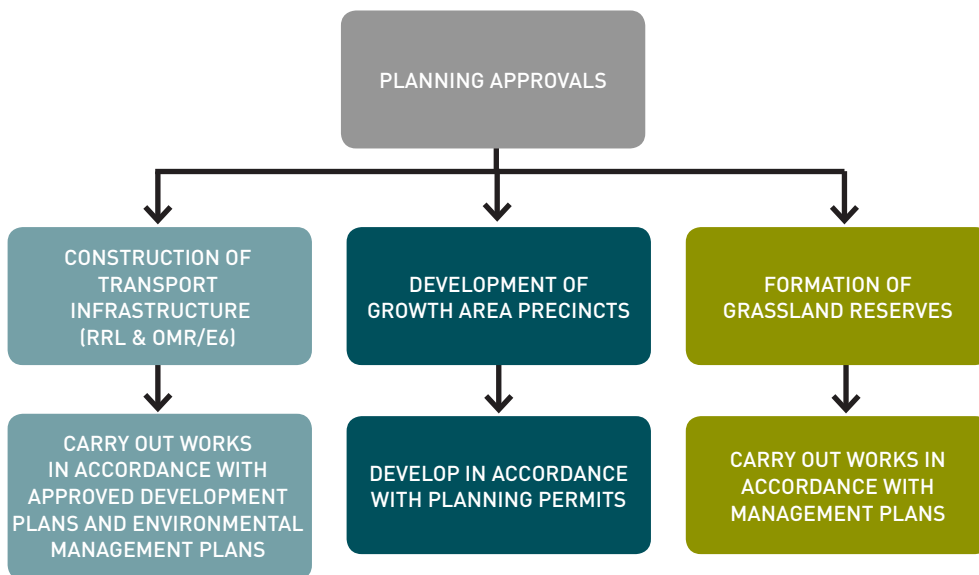 PLANNING APPROVALS
CONSTRUCTION OF
TRANSPORT
INFRASTRUCTURE
(RRL & OMR/E6)
DEVELOPMENT OF
GROWTH AREA PRECINCTS
FORMATION OF
GRASSLAND RESERVES
CARRY OUT WORKS
IN ACCORDANCE WITH
APPROVED DEVELOPMENT
PLANS AND ENVIRONMENTAL
MANAGEMENT PLANS
DEVELOP IN ACCORDANCE
WITH PLANNING PERMITS
CARRY OUT WORKS IN
ACCORDANCE WITH
MANAGEMENT PLANS